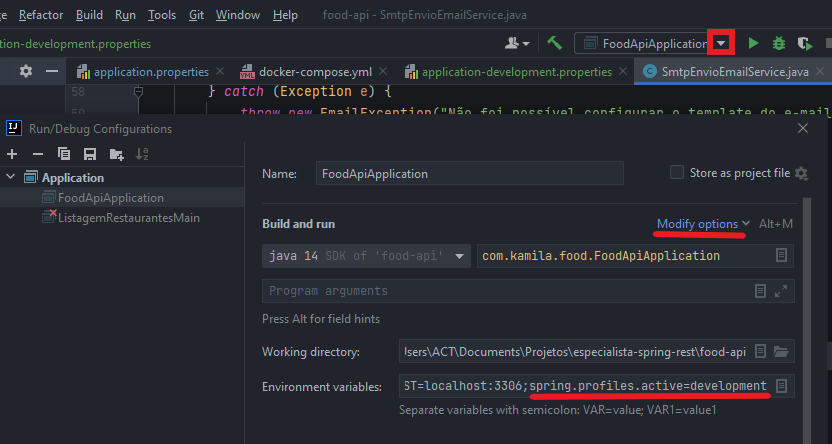 Refactor Build Run Tools Git Window Help food-api - SmtpEnvioEmailService.java
tion-development.properties
FoodApiApplication
application.properties docker-compose.yml application-development.properties SmtpEnvioEmailService.java
58 } catch (Exception e) {
throw new EmailException("Não foi possível configurar o template do e-mail
Run/Debug Configurations
Name: FoodApiApplication Store as project file
Application
FoodApiApplication
ListagemRestaurantesMain
Build and run Modify options Alt+M
java 14 SDK of 'food-api' com.kamila.food.FoodApiApplication
Program arguments
Press Alt for field hints
Working directory: Jsers\ACT\Documents\Projetos\especialista-spring-rest\food-api
Environment variables: ST=localhost:3306;spring.profiles.active=development
Separate variables with semicolon: VAR=value; VAR1=value1